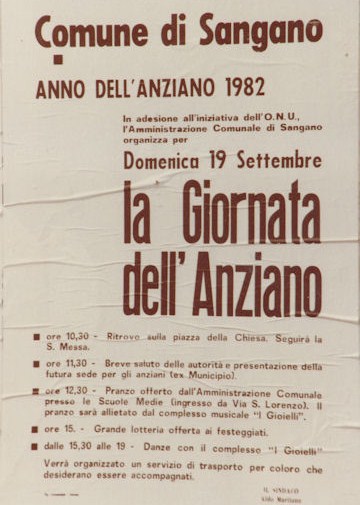 Comune di Sangano
ANNO DELL'ANZIANO 1982
In adesione all'iniziativa dell'O.N.U.,
l'Amministrazione Comunale di Sangano
organizza per
Domenica 19 Settembre
la Giornata
dell'Anziano
ore 10,30 - Ritrovo sulla piazza della Chiesa. Seguirà la
S. Messa.
ore 11,30 - Breve saluto delle autorità e presentazione della
futura sede per gli anziani (ex Municipio).
ore 12,30 - Pranzo offerto dall'Amministrazione Comunale
presso le Scuole Medie (ingresso da Via S. Lorenzo). Il
pranzo sarà allietato dal complesso musicale "I Gioielli".
ore 15. - Grande lotteria offerta ai festeggiati.
dalle 15,30 alle 19 - Danze con il complesso "I Gioielli"
Verrà organizzato un servizio di trasporto per coloro che
desiderano essere accompagnati.
IL SINDACO
Aldo